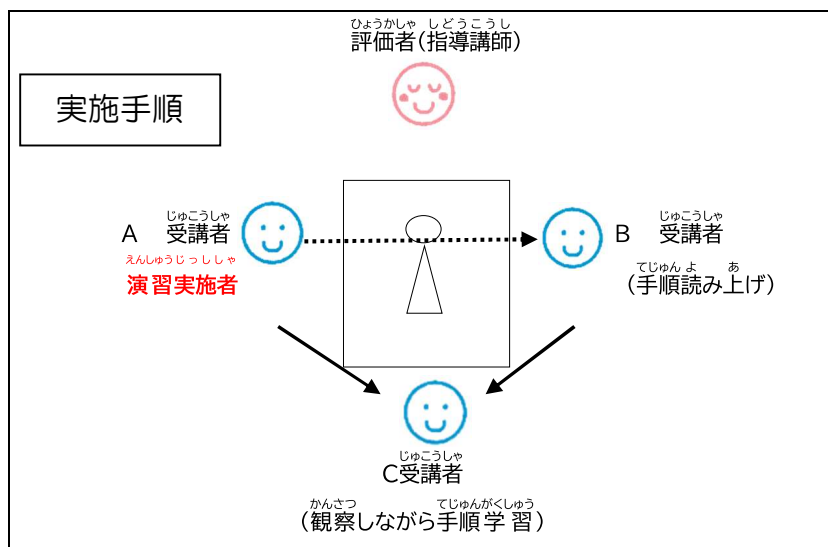 ひょうかしゃ しどうこうし
評価者(指導講師)
実施手順
じゅこうしゃ
A 受講者
えんしゅうじっししゃ
演習実施者
じゅこうしゃ
B 受講者
てじゅん よ あ
(手順読み上げ)
じゅこうしゃ
C受講者
かんさつ てじゅんがくしゅう
(観察しながら手順学習)